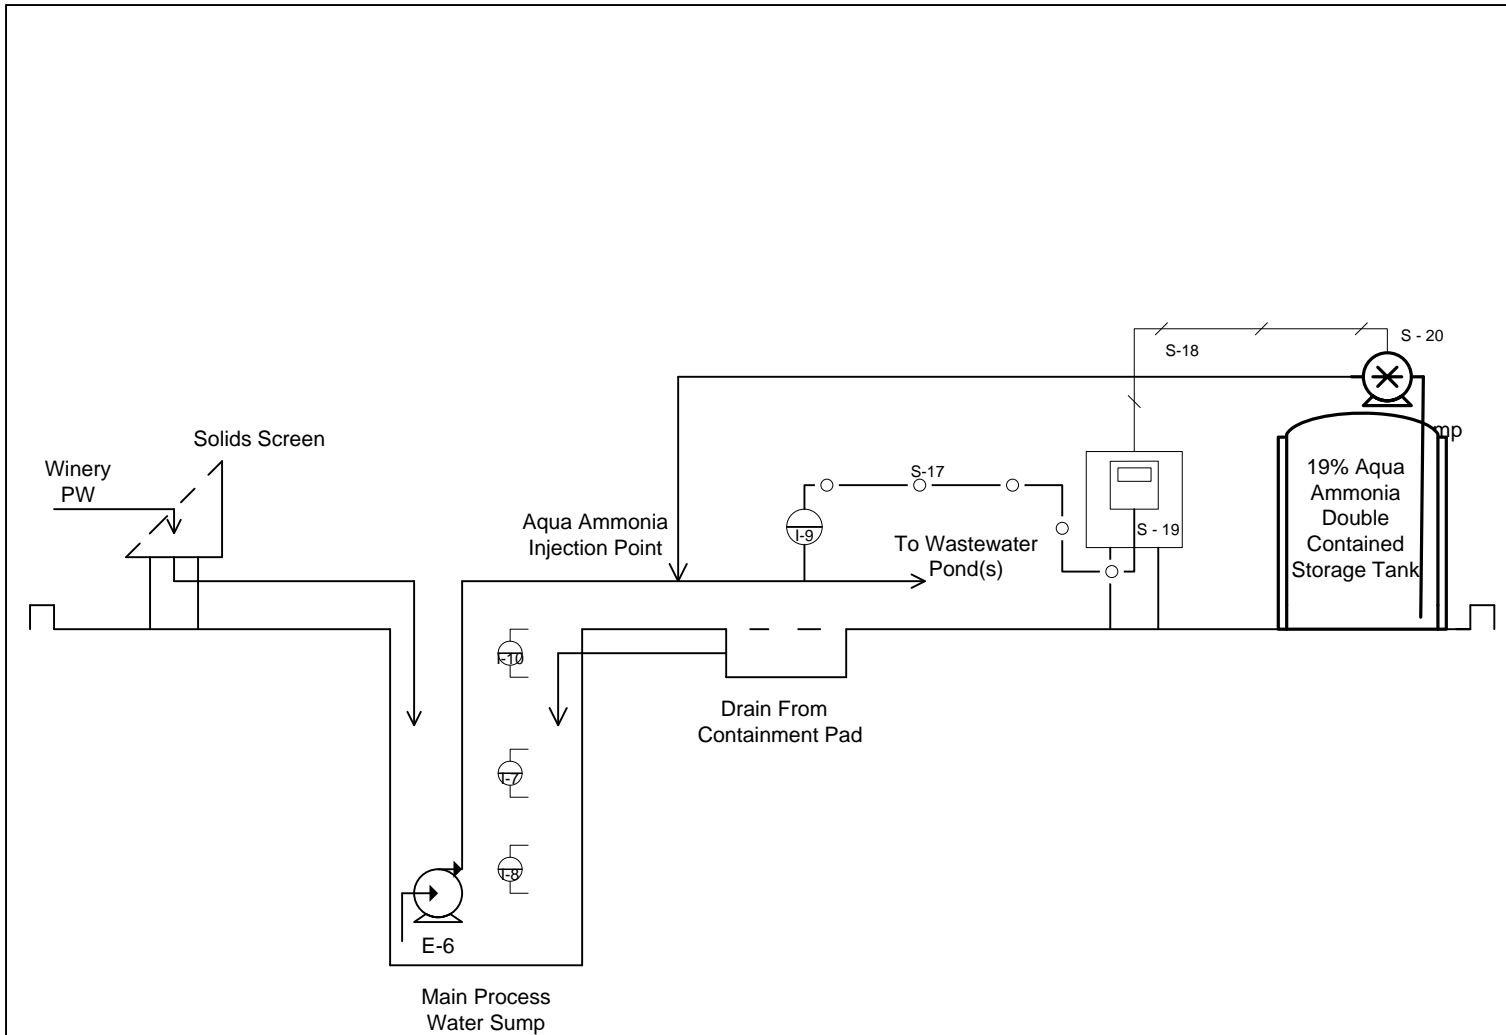 S - 20
S-18
Solids Screen
mp
Winery
PW
19% Aqua
Ammonia
Double
Contained
Storage Tank
S-17
Aqua Ammonia
Injection Point
I-9
S - 19
To Wastewater
Pond(s)
I-10
Drain From
Containment Pad
I-7
I-8
E-6
Main Process
Water Sump